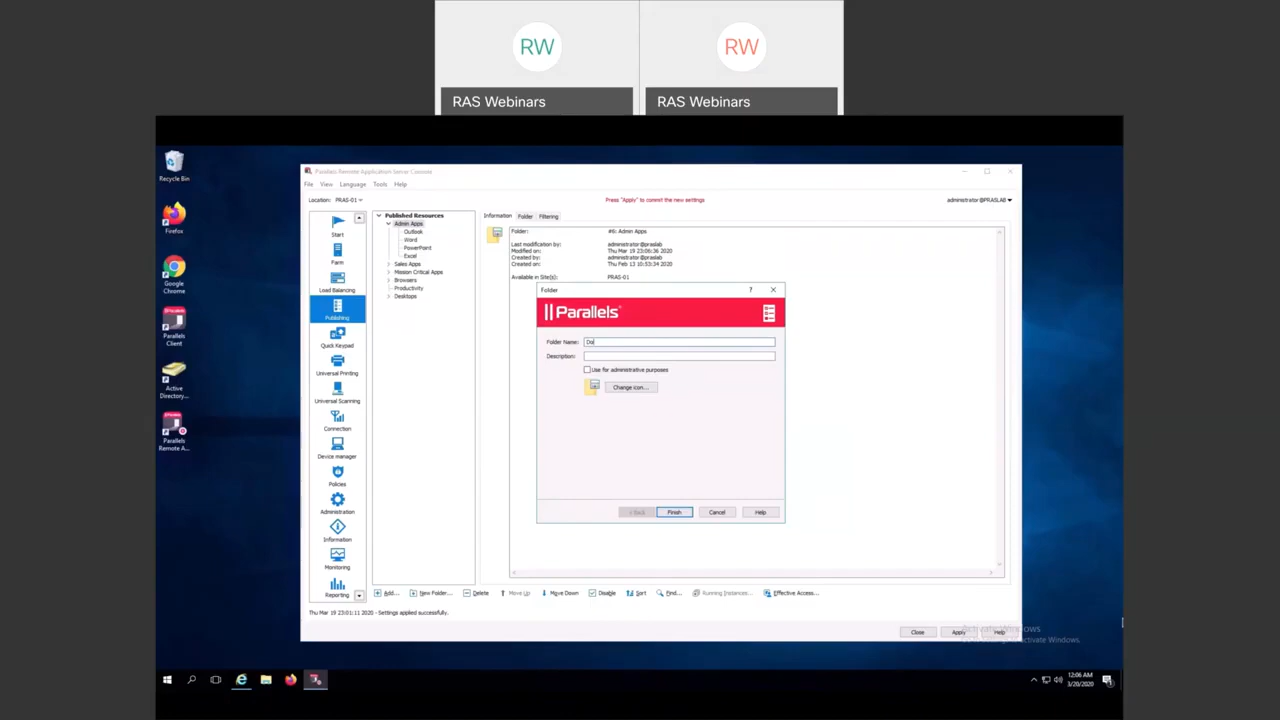 RW
RW
RAS Webinars
RAS Webinars
Recycle Bin
Firefox
Google
Chrome
Parallels
Client
Active
Directory...
Parallels
Remote A...
Parallels Remote Application Server Console
File View Language Tools Help
Location: PRAS-01
Press "Apply" to commit the new settings
administrator@PRASLAB
Start
Farm
Load Balancing
Publishing
Quick Keypad
Universal Printing
Universal Scanning
Connection
Device manager
Policies
Administration
Information
Monitoring
Reporting
Published Resources
Admin Apps
Outlook
Word
PowerPoint
Excel
Sales Apps
Mission Critical Apps
Browsers
Productivity
Desktops
Information Folder Filtering
Folder: #6: Admin Apps
Last modification by: administrator@praslab
Modified on: Thu Mar 19 23:06:36 2020
Created by: administrator@praslab
Created on: Thu Feb 13 10:53:34 2020
Available in Site(s): PRAS-01
Folder ?
Parallels®
Folder Name: Do
Description:
Use for administrative purposes
Change icon...
< Back Finish Cancel Help
Add... New Folder... Delete Move Up Move Down Disable Sort Find... Running Instances... Effective Access...
Thu Mar 19 23:01:11 2020 - Settings applied successfully.
Close Apply Help
Activate Windows
Activate Windows.
12:06 AM
3/20/2020